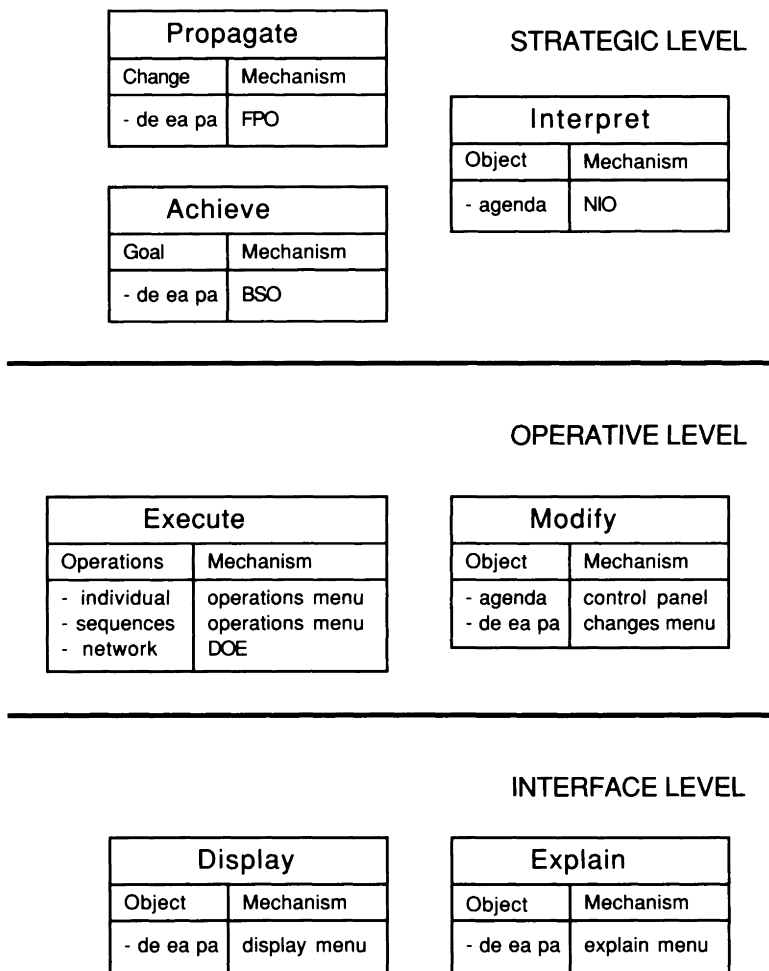 Propagate
Change Mechanism
- de ea pa FPO
STRATEGIC LEVEL
Interpret
Object Mechanism
- agenda NIO
Achieve
Goal Mechanism
- de ea pa BSO
OPERATIVE LEVEL
Execute
Operations Mechanism
- individual operations menu
- sequences operations menu
- network DOE
Modify
Object Mechanism
- agenda control panel
- de ea pa changes menu
INTERFACE LEVEL
Display
Object Mechanism
- de ea pa display menu
Explain
Object Mechanism
- de ea pa explain menu